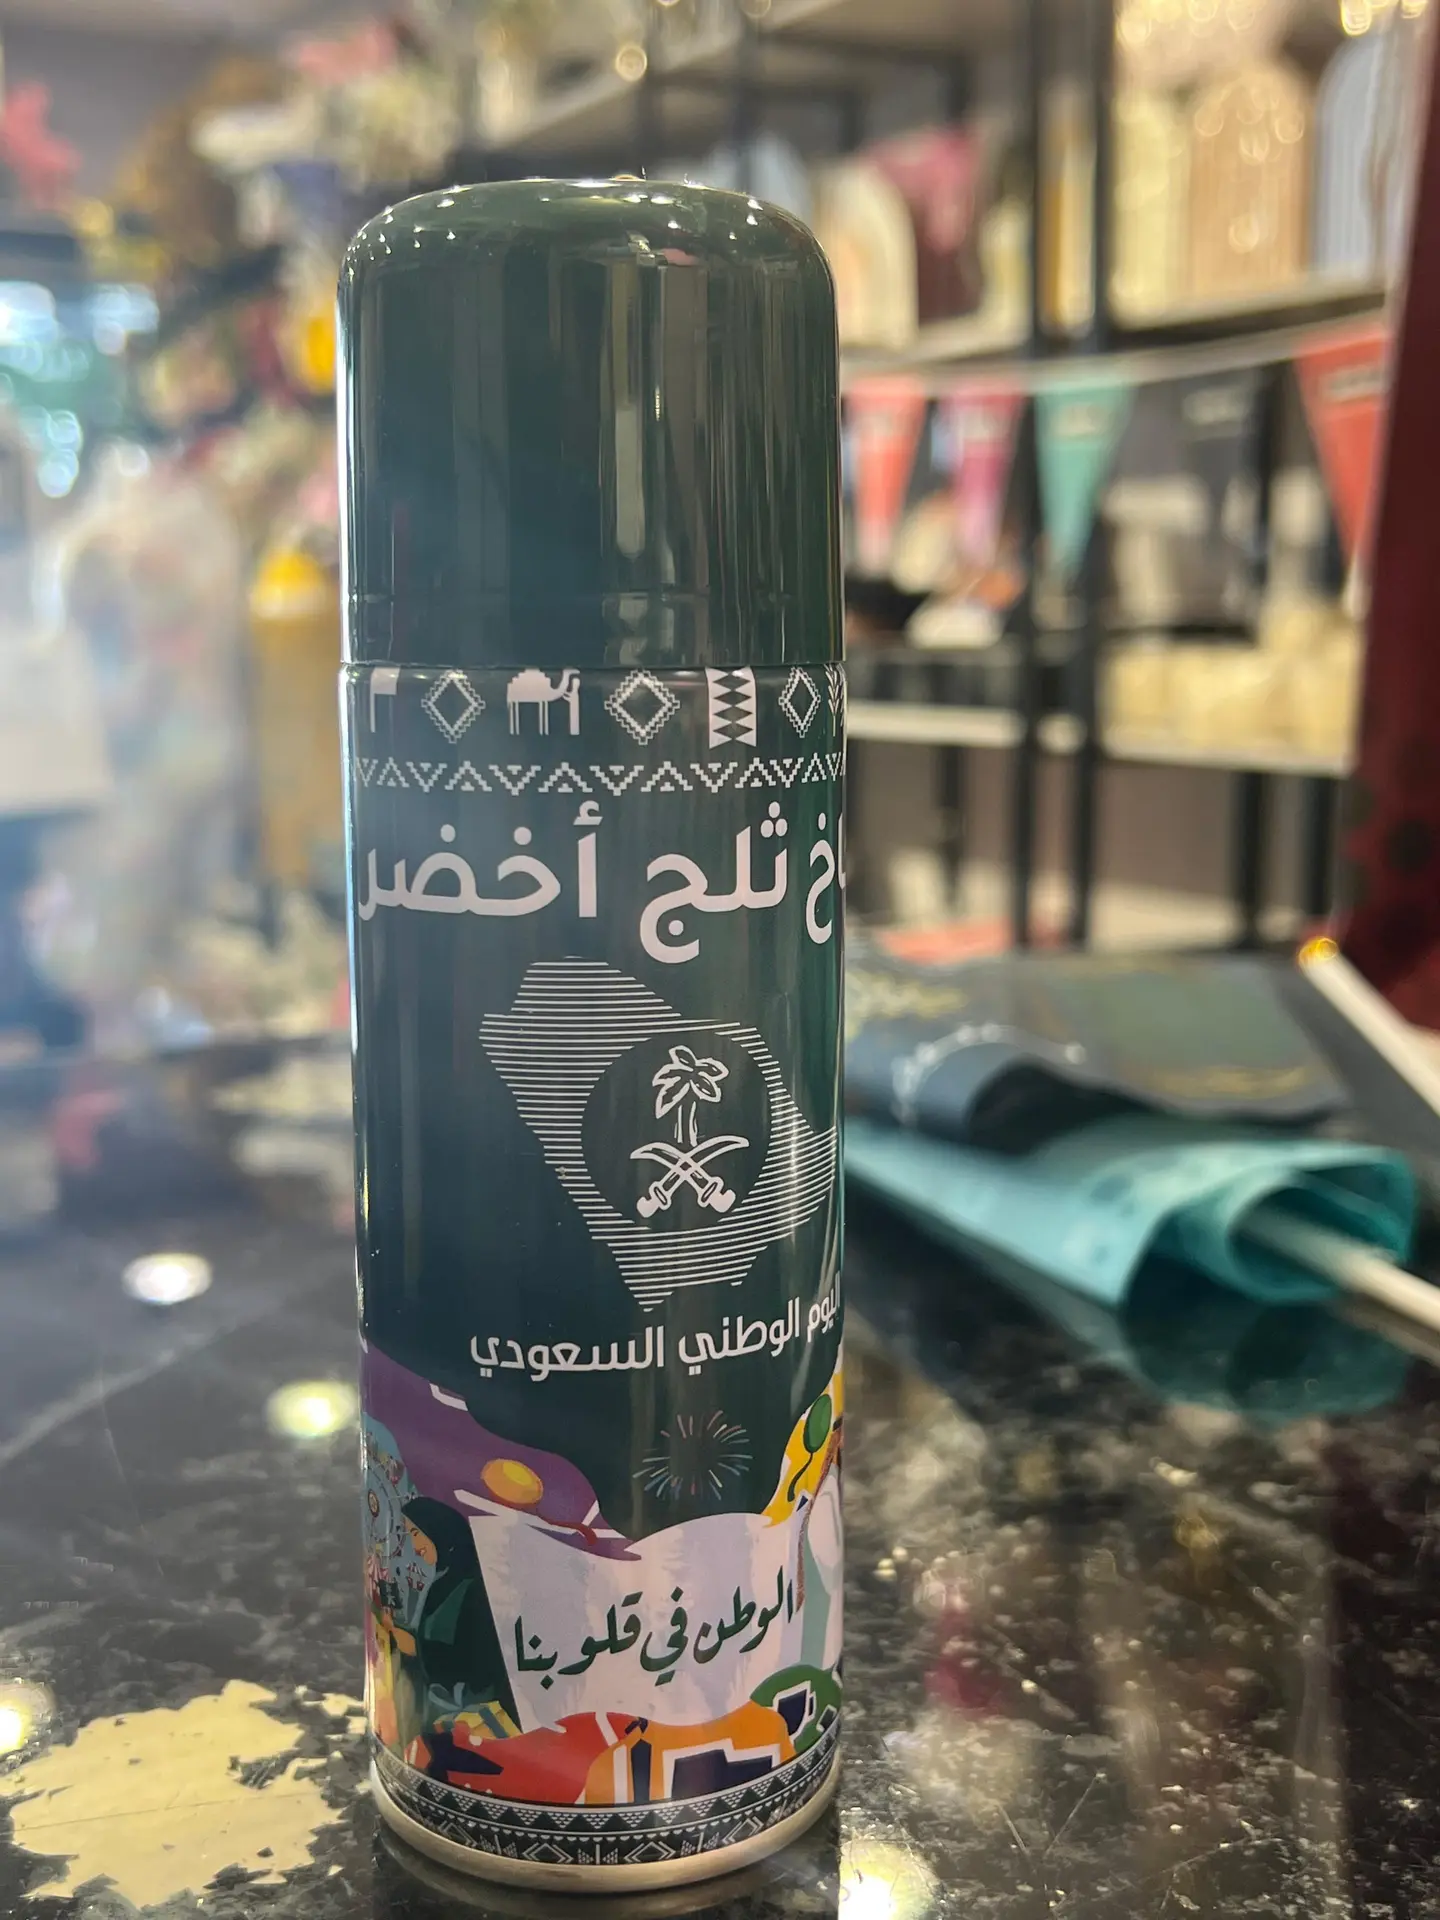 ثلج أخضر
اليوم الوطني السعودي
الوطن في قلوبنا